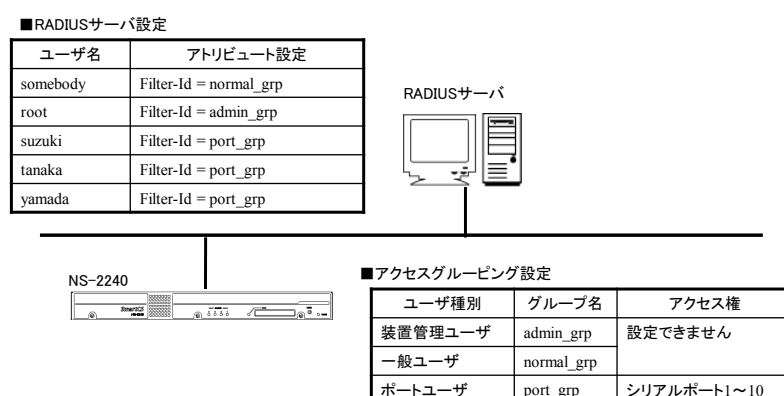 ■RADIUSサーバ設定
ユーザ名 アトリビュート設定
somebody Filter-Id = normal_grp
root Filter-Id = admin_grp
suzuki Filter-Id = port_grp
tanaka Filter-Id = port_grp
yamada Filter-Id = port_grp
RADIUSサーバ
NS-2240
■アクセスグルーピング設定
ユーザ種別 グループ名 アクセス権
装置管理ユーザ admin_grp 設定できません
一般ユーザ normal_grp
ポートユーザ port_grp シリアルポート1～10